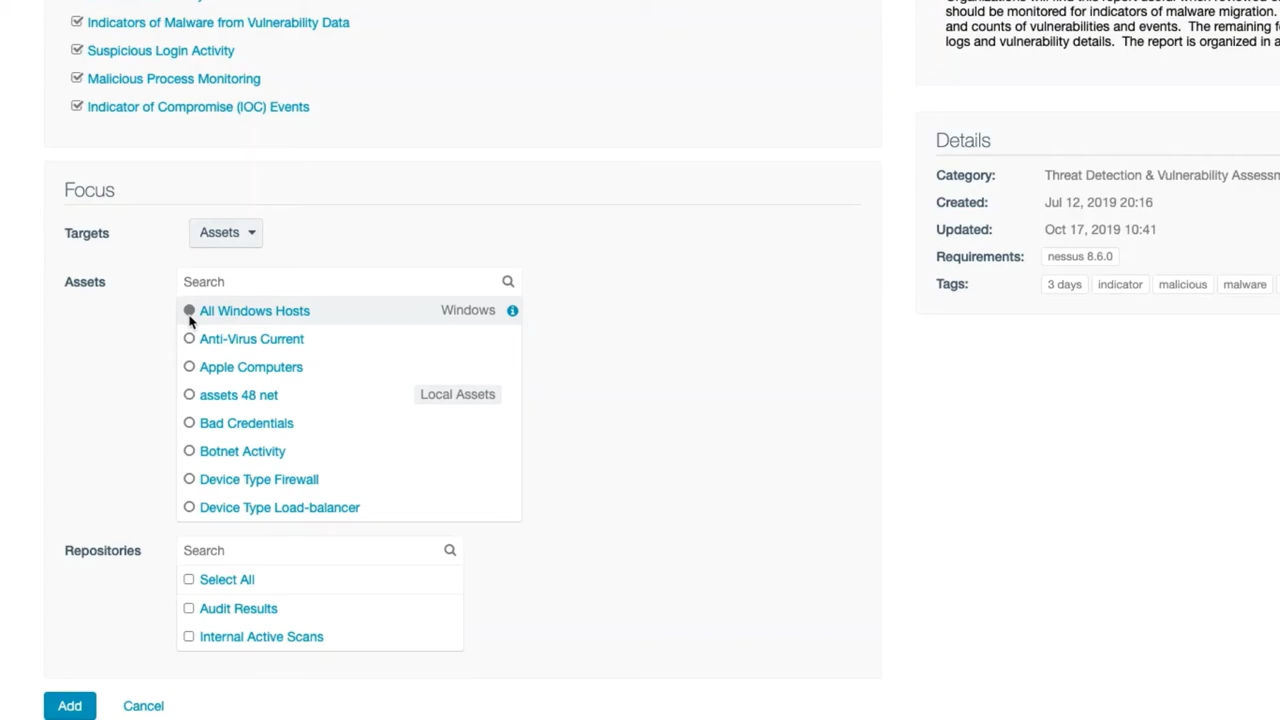 Indicators of Malware from Vulnerability Data
Suspicious Login Activity
Malicious Process Monitoring
Indicator of Compromise (IOC) Events
Focus
Targets
Assets
Assets
Search
All Windows Hosts
Windows
Anti-Virus Current
Apple Computers
assets 48 net
Local Assets
Bad Credentials
Botnet Activity
Device Type Firewall
Device Type Load-balancer
Repositories
Search
Select All
Audit Results
Internal Active Scans
Add
Cancel
should be monitored for indicators of malware migration.
and counts of vulnerabilities and events. The remaining
logs and vulnerability details. The report is organized in a
Details
Category: Threat Detection & Vulnerability
Created: Jul 12, 2019 20:16
Updated: Oct 17, 2019 10:41
Requirements: nessus 8.6.0
Tags: 3 days indicator malicious malware